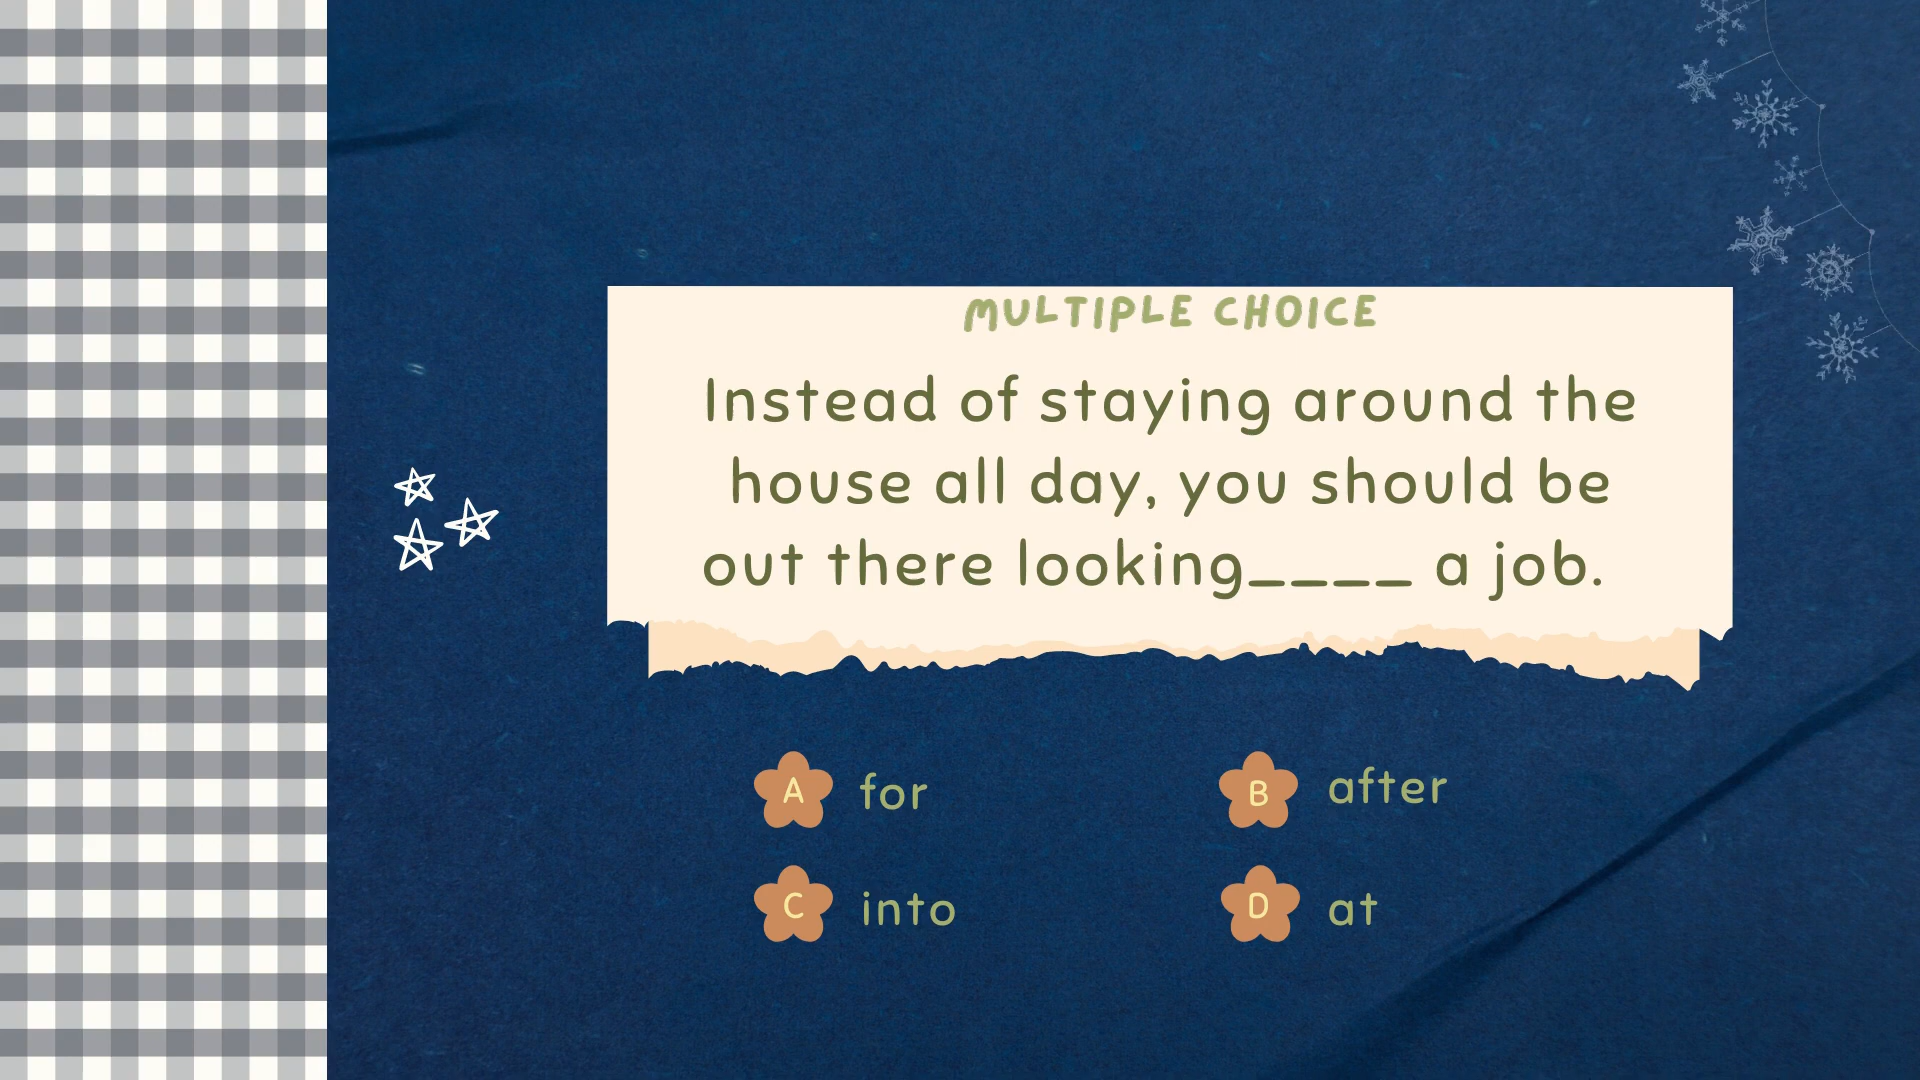 MULTIPLE CHOICE
Instead of staying around the
house all day, you should be
out there looking____ a job.
A for
B after
C into
D at